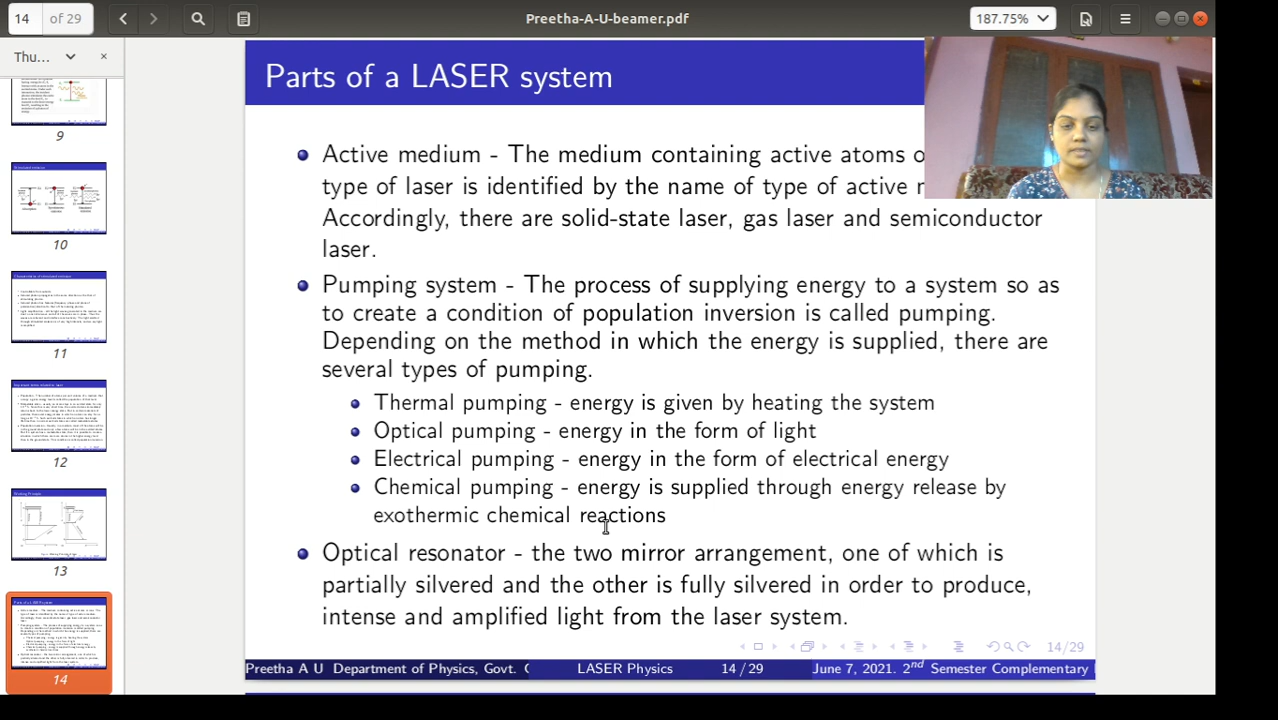 14 of 29
Preetha-A-U-beamer.pdf
187.75%
Thu...
9
10
11
12
13
14
Parts of a LASER system
Active medium - The medium containing active atoms
type of laser is identified by the name of type of active
Accordingly, there are solid-state laser, gas laser and semiconductor
laser.
Pumping system - The process of supplying energy to a system so as
to create a condition of population inversion is called pumping.
Depending on the method in which the energy is supplied, there are
several types of pumping.
Thermal pumping - energy is given by heating the system
Optical pumping - energy in the form of light
Electrical pumping - energy in the form of electrical energy
Chemical pumping - energy is supplied through energy release by
exothermic chemical reactions
Optical resonator - the two mirror arrangement, one of which is
partially silvered and the other is fully silvered in order to produce,
intense and amplified light from the laser system.
14/29
Preetha A U Department of Physics, Govt. LASER Physics 14 / 29 June 7, 2021. 2nd Semester Complementary